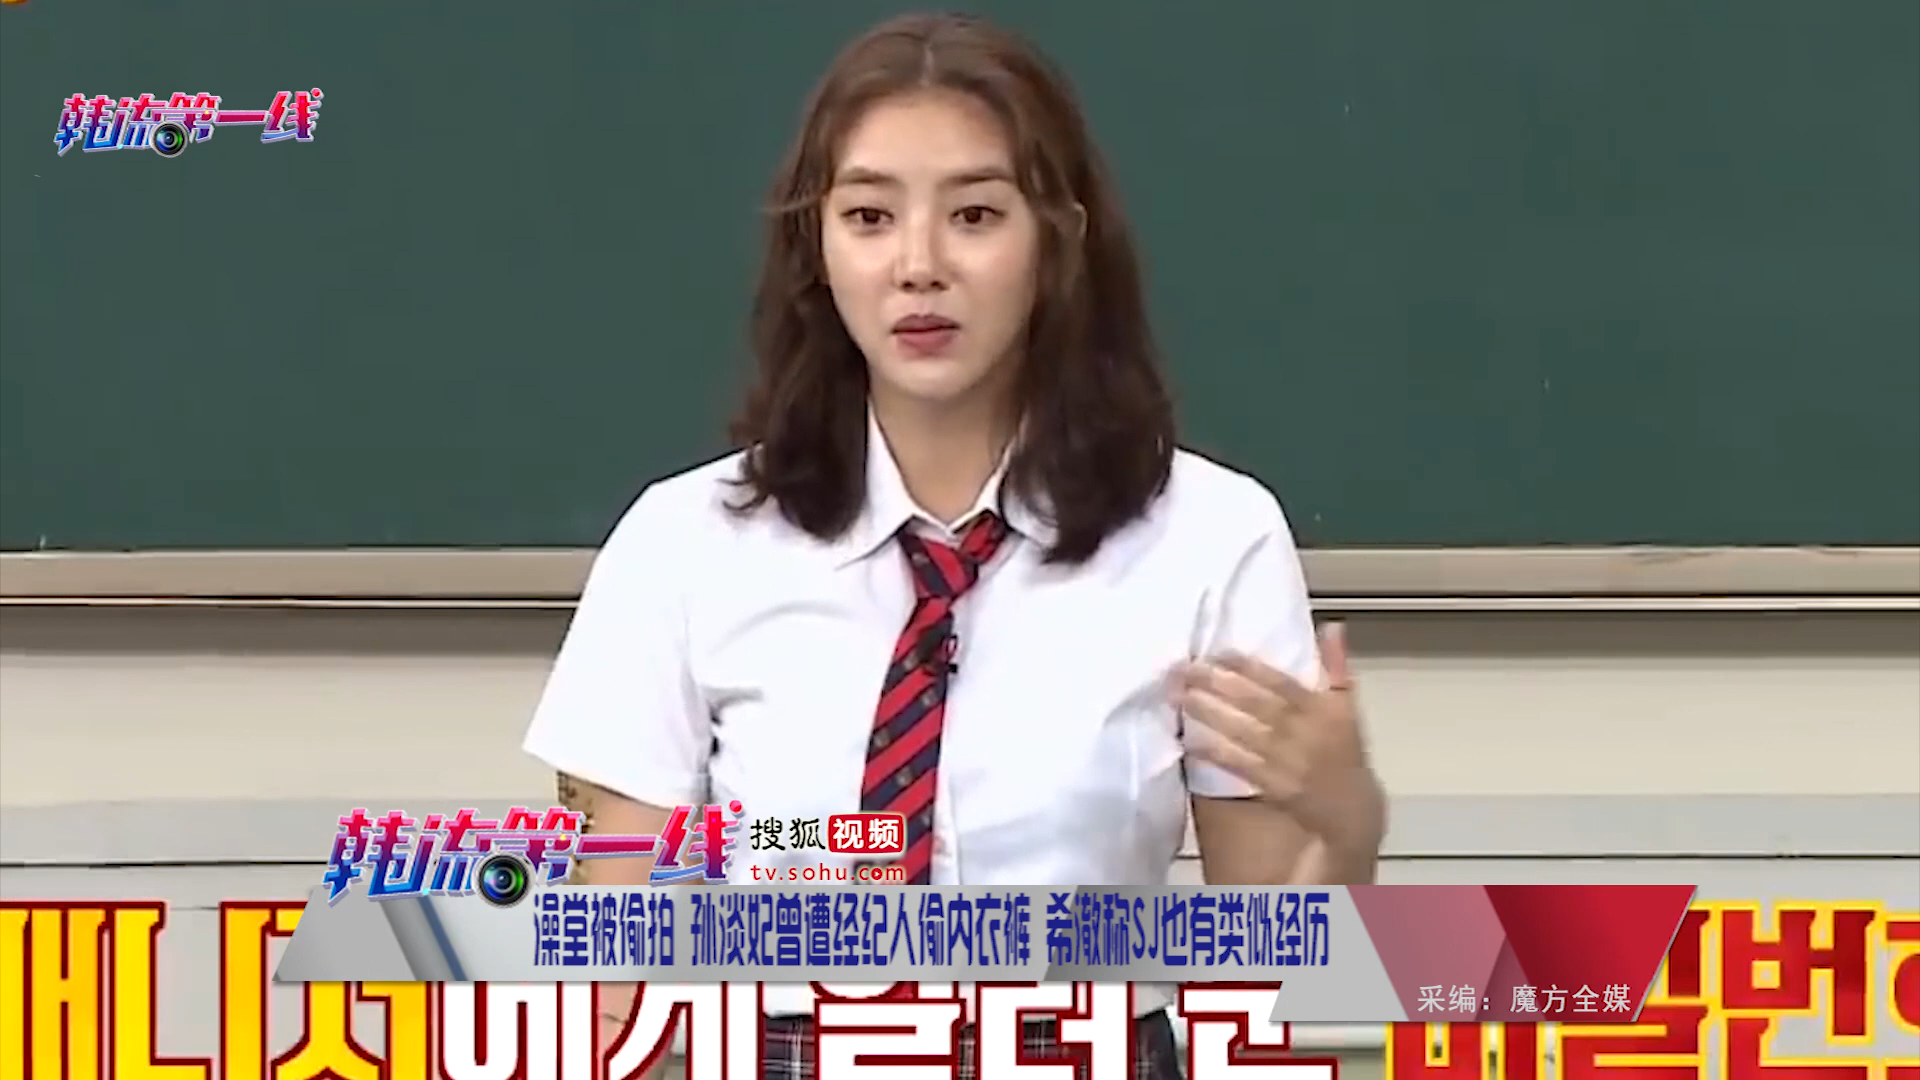 韩流第一线
韩流第一线
搜狐视频
tv.sohu.com
澡堂被偷拍 孙淡妃曾遭经纪人偷内衣裤 希澈称SJ也有类似经历
采编：魔方全媒